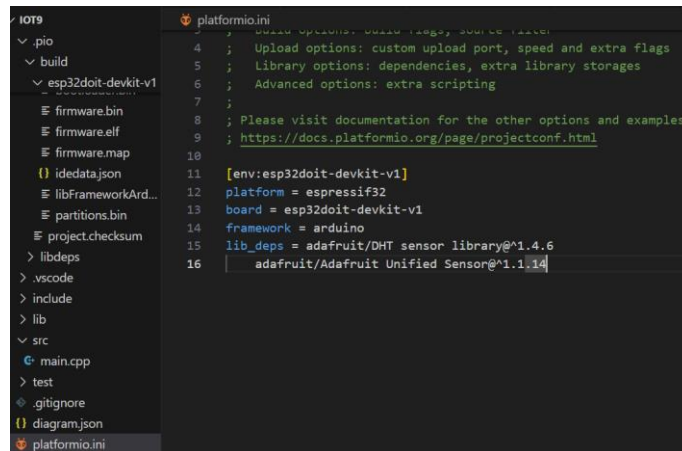 IOT9
.pio
build
esp32doit-devkit-v1
firmware.bin
firmware.elf
firmware.map
{} idedata.json
libFrameworkArd...
partitions.bin
project.checksum
libdeps
.vscode
include
lib
src
main.cpp
test
.gitignore
{} diagram.json
platformio.ini
platformio.ini
4 ; Upload options: custom upload port, speed and extra flags
5 ; Library options: dependencies, extra library storages
6 ; Advanced options: extra scripting
7 ;
8 ; Please visit documentation for the other options and examples
9 ; https://docs.platformio.org/page/projectconf.html
10
11 [env:esp32doit-devkit-v1]
12 platform = espressif32
13 board = esp32doit-devkit-v1
14 framework = arduino
15 lib_deps = adafruit/DHT sensor library@^1.4.6
16 adafruit/Adafruit Unified Sensor@^1.1.14